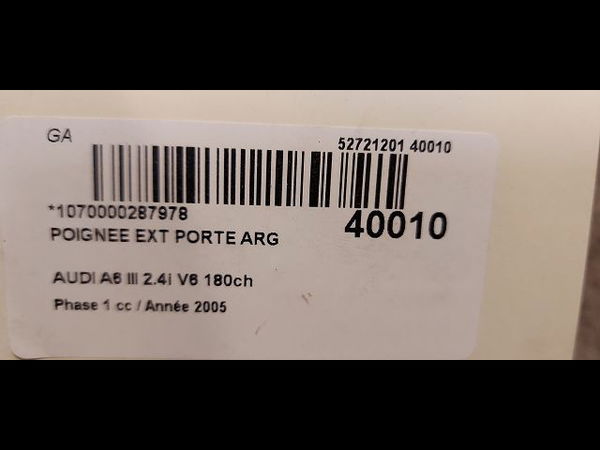 GA
52721201 40010
*1070000287978
40010
POIGNEE EXT PORTE ARG
AUDI A6 III 2.4i V6 180ch
Phase 1 cc / Année 2005